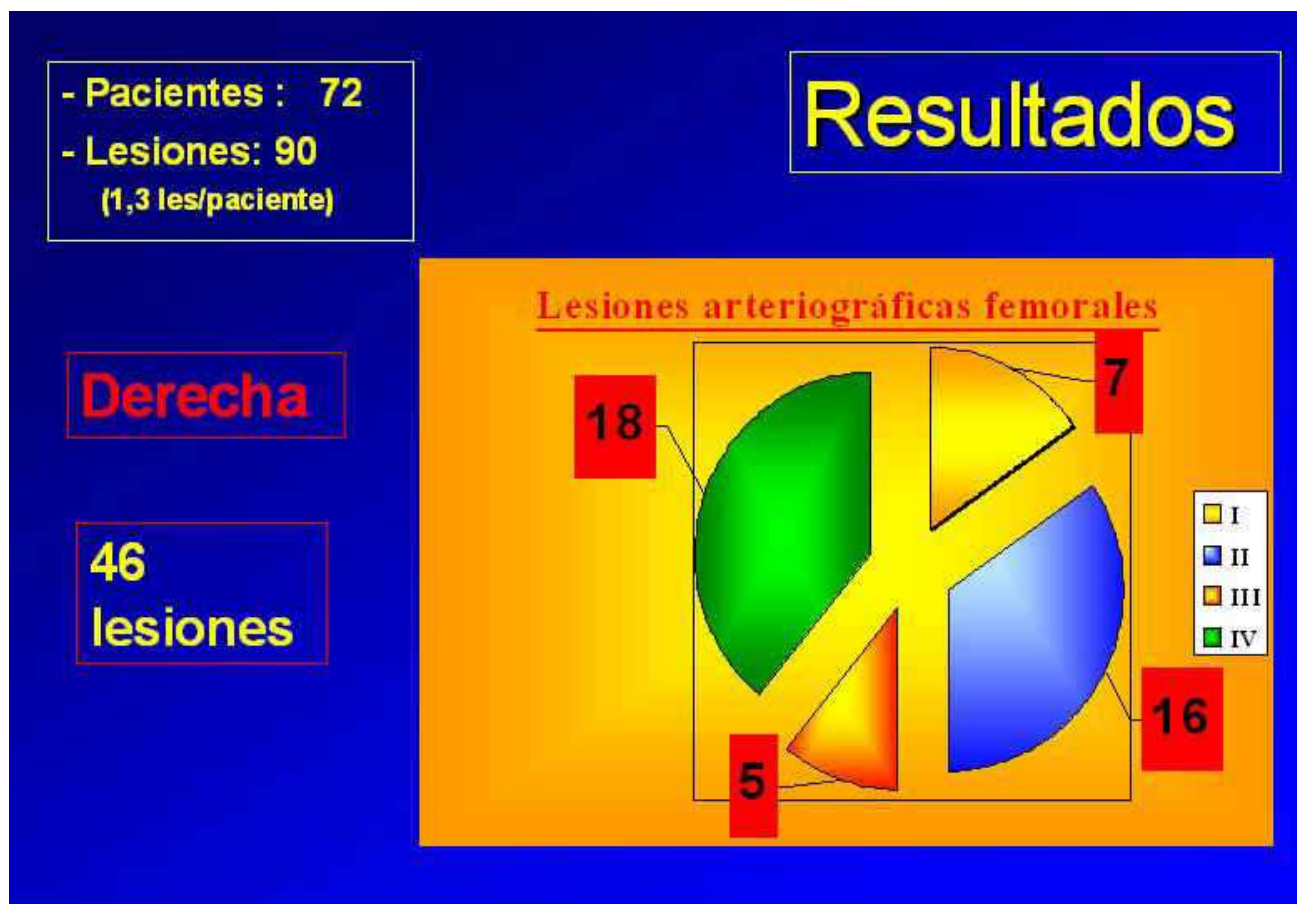 - Pacientes : 72
- Lesiones: 90
(1,3 les/paciente)
Resultados
Derecha
46
lesiones
Lesiones arteriográficas femorales
7
18
16
5
I
II
III
IV